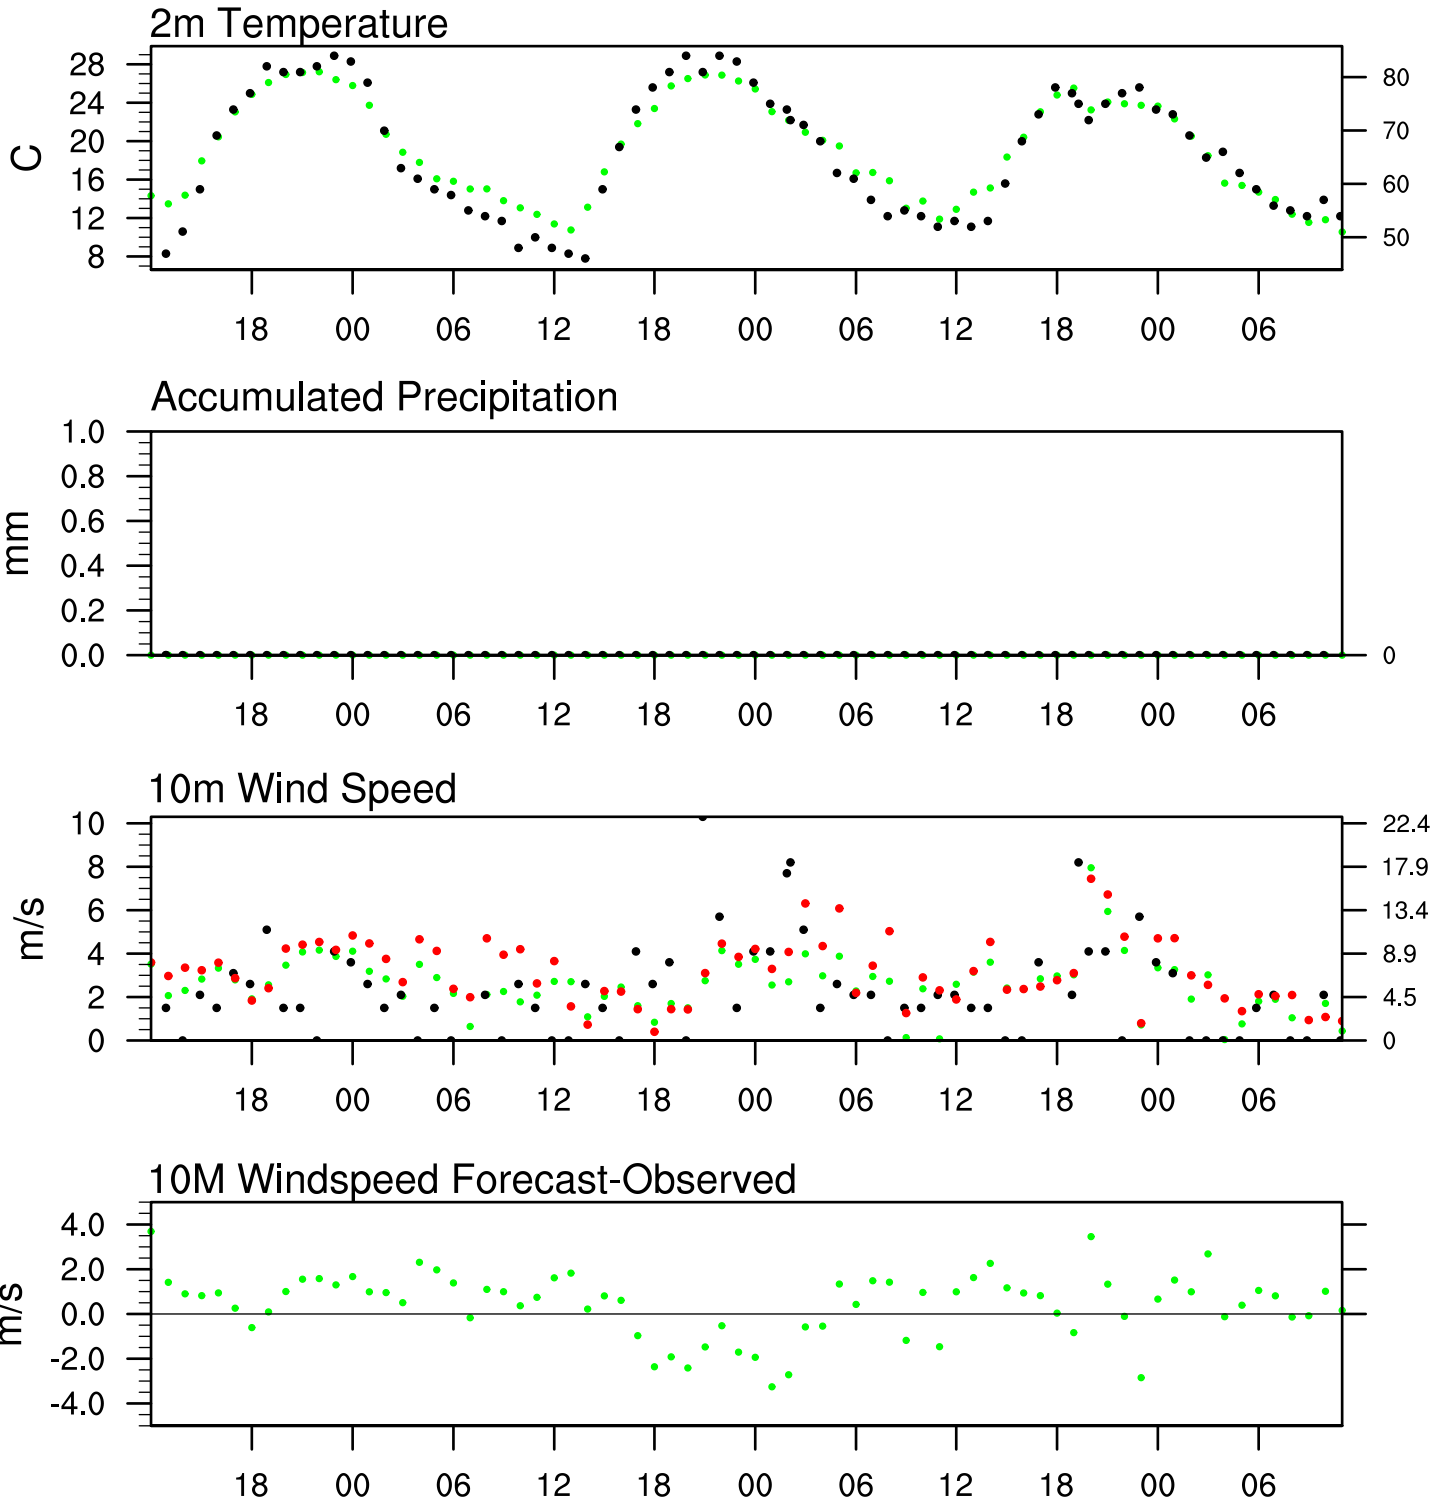 2m Temperature
28
24
20
16
12
8
C
80
70
60
50
18 00 06 12 18 00 06 12 18 00 06
Accumulated Precipitation
1.0
0.8
0.6
0.4
0.2
0.0
mm
0
18 00 06 12 18 00 06 12 18 00 06
10m Wind Speed
10
8
6
4
2
0
m/s
22.4
17.9
13.4
8.9
4.5
0
18 00 06 12 18 00 06 12 18 00 06
10M Windspeed Forecast-Observed
4.0
2.0
0.0
-2.0
-4.0
m/s
18 00 06 12 18 00 06 12 18 00 06